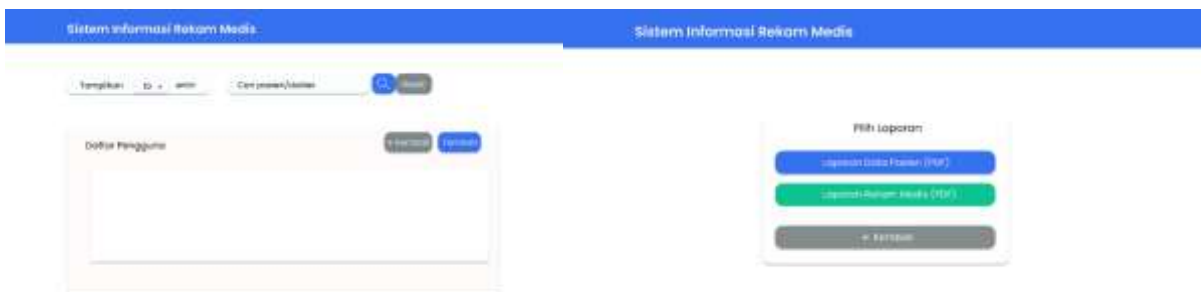 Sistem Informasi Rekam Medis
Tampilkan 10 entri
Cari pasien/dokter
Reset
Daftar Pengguna
← Kembali Tambah
Sistem Informasi Rekam Medis
Pilih Laporan
Laporan Data Pasien (PDF)
Laporan Rekam Medis (PDF)
← Kembali